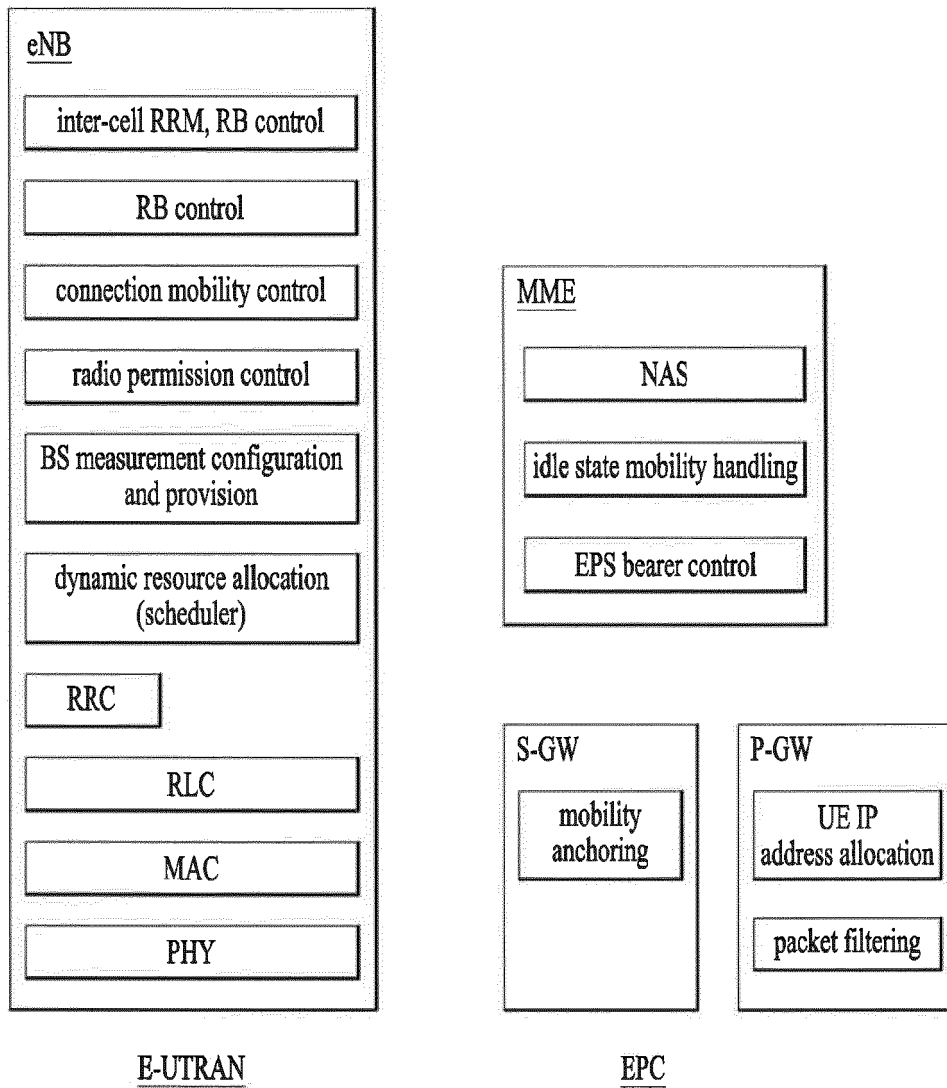 eNB
inter-cell RRM, RB control
RB control
connection mobility control
radio permission control
BS measurement configuration
and provision
dynamic resource allocation
(scheduler)
RRC
RLC
MAC
PHY
E-UTRAN
MME
NAS
idle state mobility handling
EPS bearer control
S-GW
mobility
anchoring
P-GW
UE IP
address allocation
packet filtering
EPC